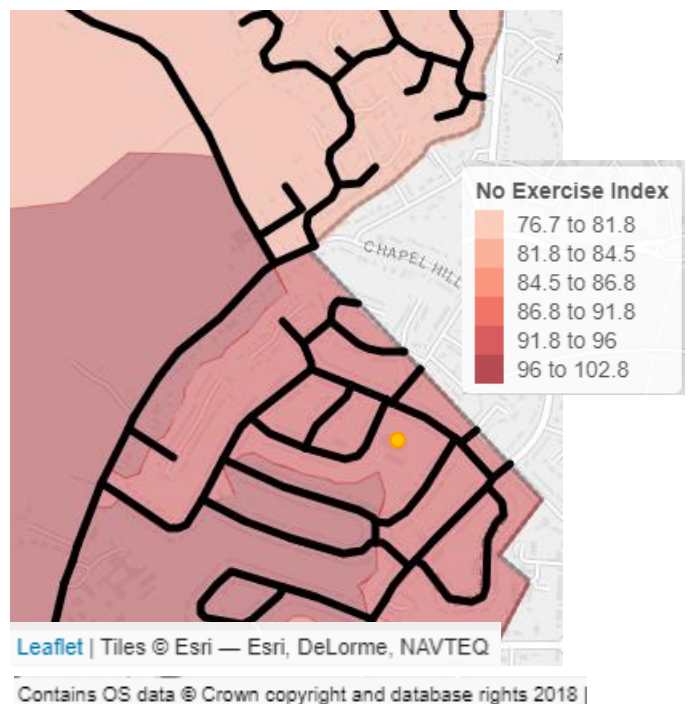 CHAPEL HILL
No Exercise Index
76.7 to 81.8
81.8 to 84.5
84.5 to 86.8
86.8 to 91.8
91.8 to 96
96 to 102.8
Leaflet | Tiles © Esri — Esri, DeLorme, NAVTEQ
Contains OS data © Crown copyright and database rights 2018 |